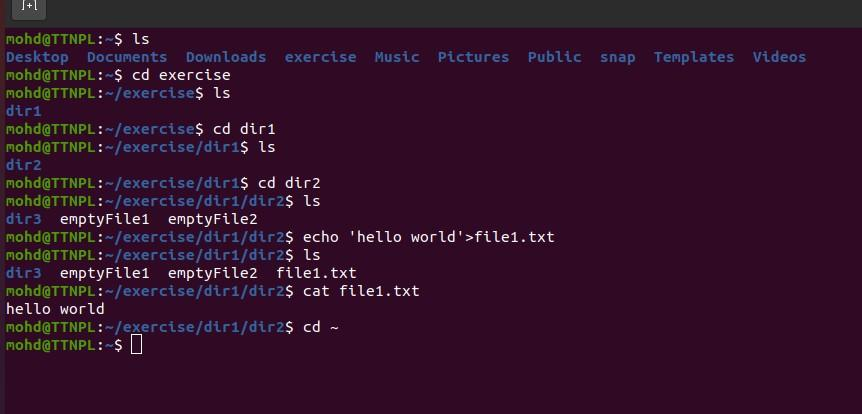 mohd@TTNPL:~$ ls
Desktop  Documents  Downloads  exercise  Music  Pictures  Public  snap  Templates  Videos
mohd@TTNPL:~$ cd exercise
mohd@TTNPL:~/exercise$ ls
dir1
mohd@TTNPL:~/exercise$ cd dir1
mohd@TTNPL:~/exercise/dir1$ ls
dir2
mohd@TTNPL:~/exercise/dir1$ cd dir2
mohd@TTNPL:~/exercise/dir1/dir2$ ls
dir3  emptyFile1  emptyFile2
mohd@TTNPL:~/exercise/dir1/dir2$ echo 'hello world'>file1.txt
mohd@TTNPL:~/exercise/dir1/dir2$ ls
dir3  emptyFile1  emptyFile2  file1.txt
mohd@TTNPL:~/exercise/dir1/dir2$ cat file1.txt
hello world
mohd@TTNPL:~/exercise/dir1/dir2$ cd ~
mohd@TTNPL:~$